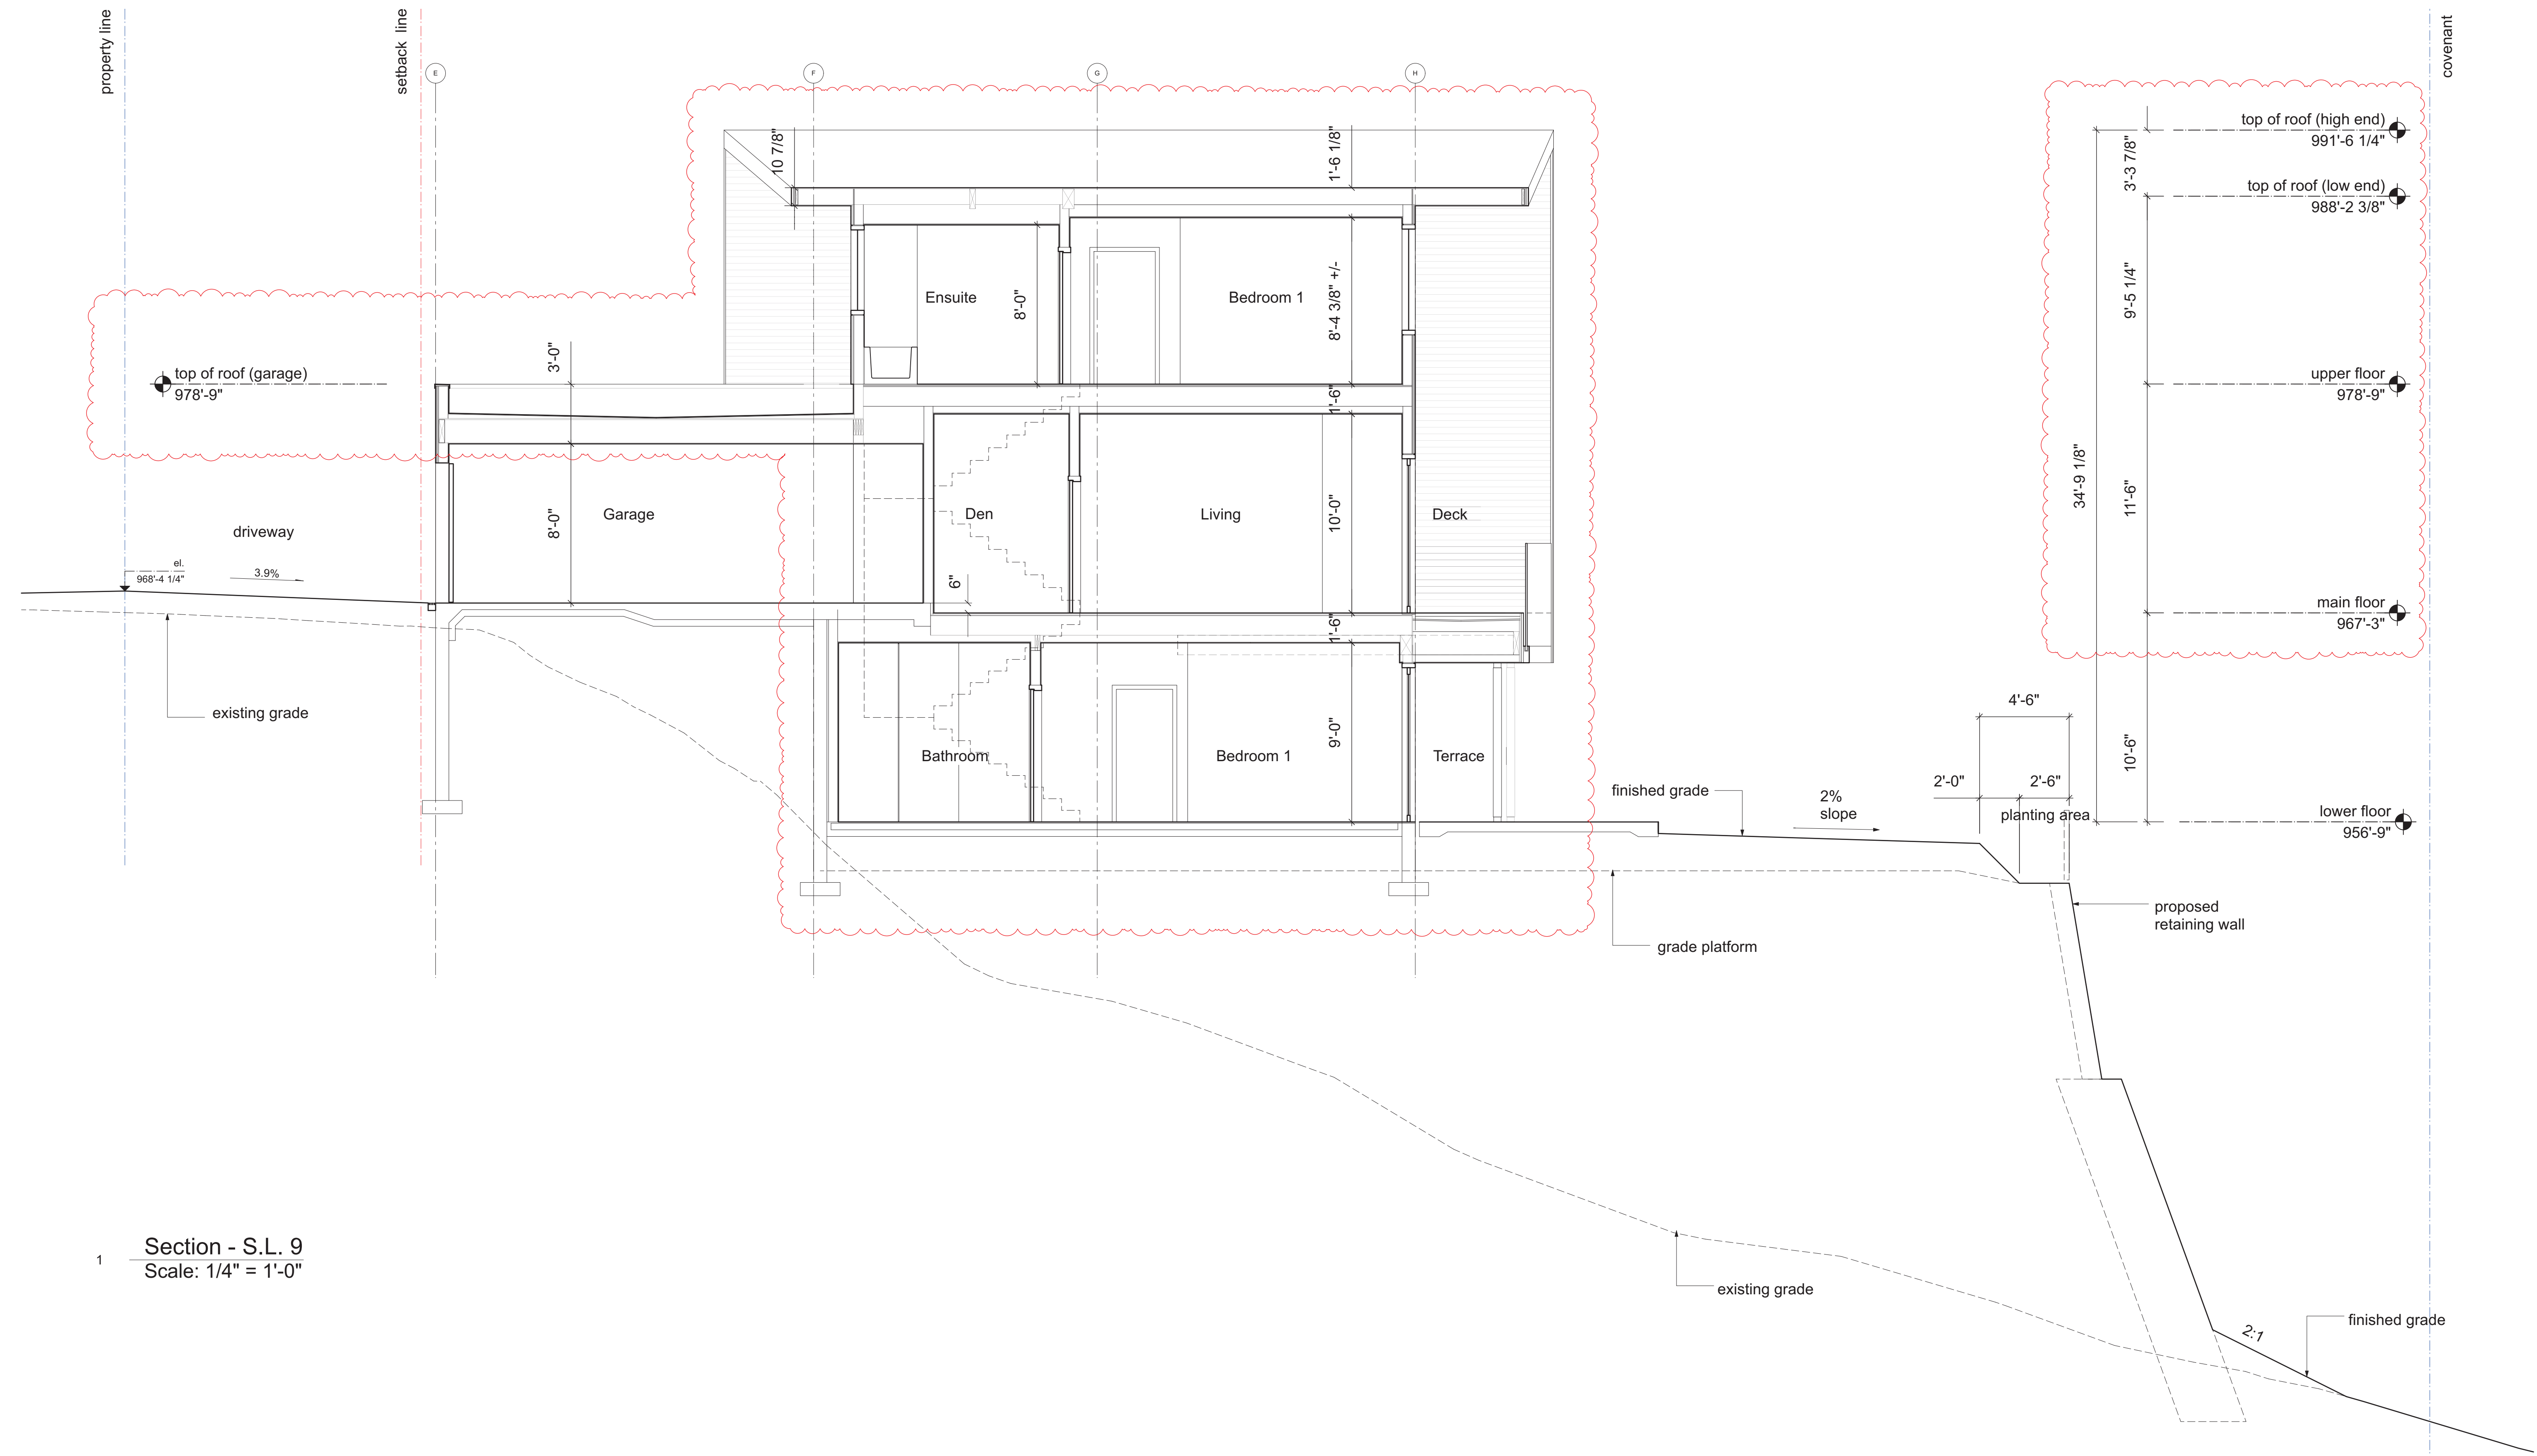 property line
setback line
covenant
E
F
G
H
10 7/8"
1'-6 1/8"
top of roof (high end)
991'-6 1/4"
3'-3 7/8"
top of roof (low end)
988'-2 3/8"
Ensuite
8'-0"
Bedroom 1
8'-4 3/8" +/-
9'-5 1/4"
3'-0"
top of roof (garage)
978'-9"
1'-6"
upper floor
978'-9"
34'-9 1/8"
11'-6"
driveway
Garage
8'-0"
Den
Living
10'-0"
Deck
el.
968'-4 1/4"
3.9%
6"
1'-6"
main floor
967'-3"
existing grade
4'-6"
Bathroom
Bedroom 1
9'-0"
Terrace
10'-6"
finished grade
2%
slope
2'-0"
2'-6"
planting area
lower floor
956'-9"
proposed
retaining wall
grade platform
1
Section - S.L. 9
Scale: 1/4" = 1'-0"
existing grade
2:1
finished grade